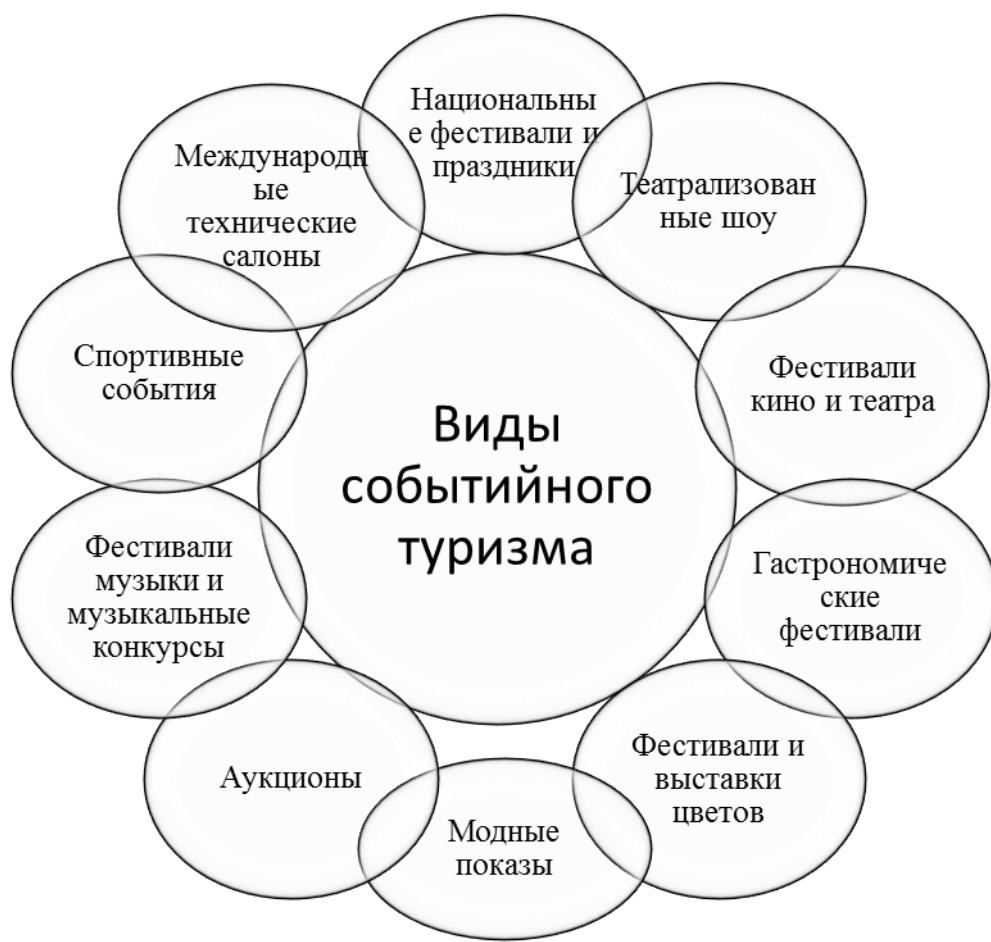 Национальны
е фестивали и
праздники
Театрализован
ные шоу
Фестивали
кино и театра
Гастрономиче
ские
фестивали
Фестивали и
выставки
цветов
Модные
показы
Аукционы
Фестивали
музыки и
музыкальные
конкурсы
Спортивные
события
Международн
ые
технические
салоны
Виды
событийного
туризма